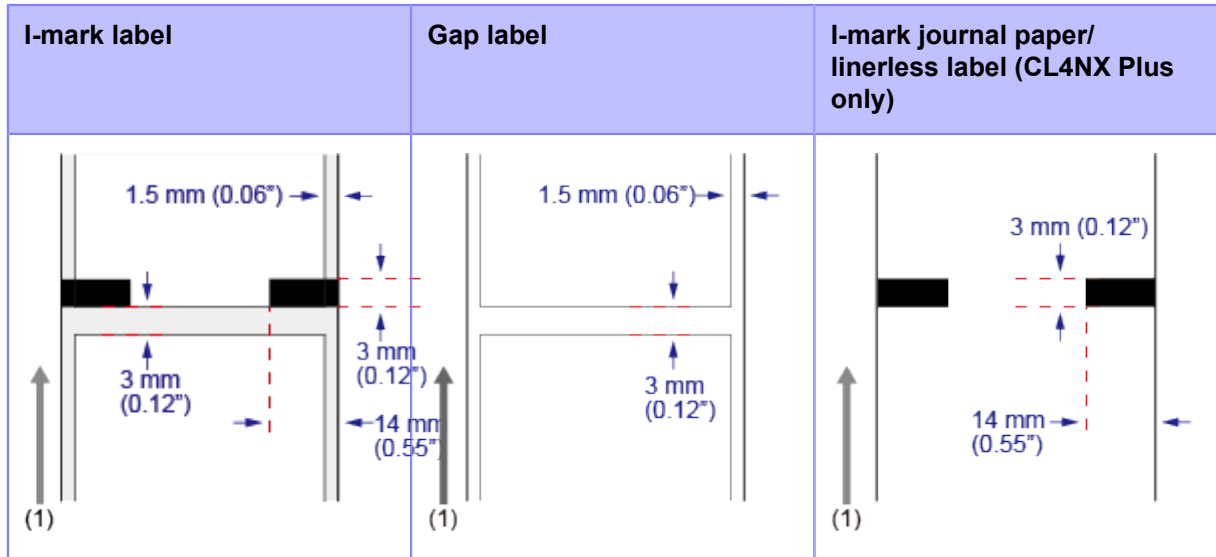 I-mark label
Gap label
I-mark journal paper/
linerless label (CL4NX Plus
only)
1.5 mm (0.06”)
3 mm
(0.12”)
3 mm
(0.12”)
14 mm
(0.55”)
(1)
1.5 mm (0.06”)
3 mm
(0.12”)
(1)
3 mm (0.12”)
14 mm
(0.55”)
(1)